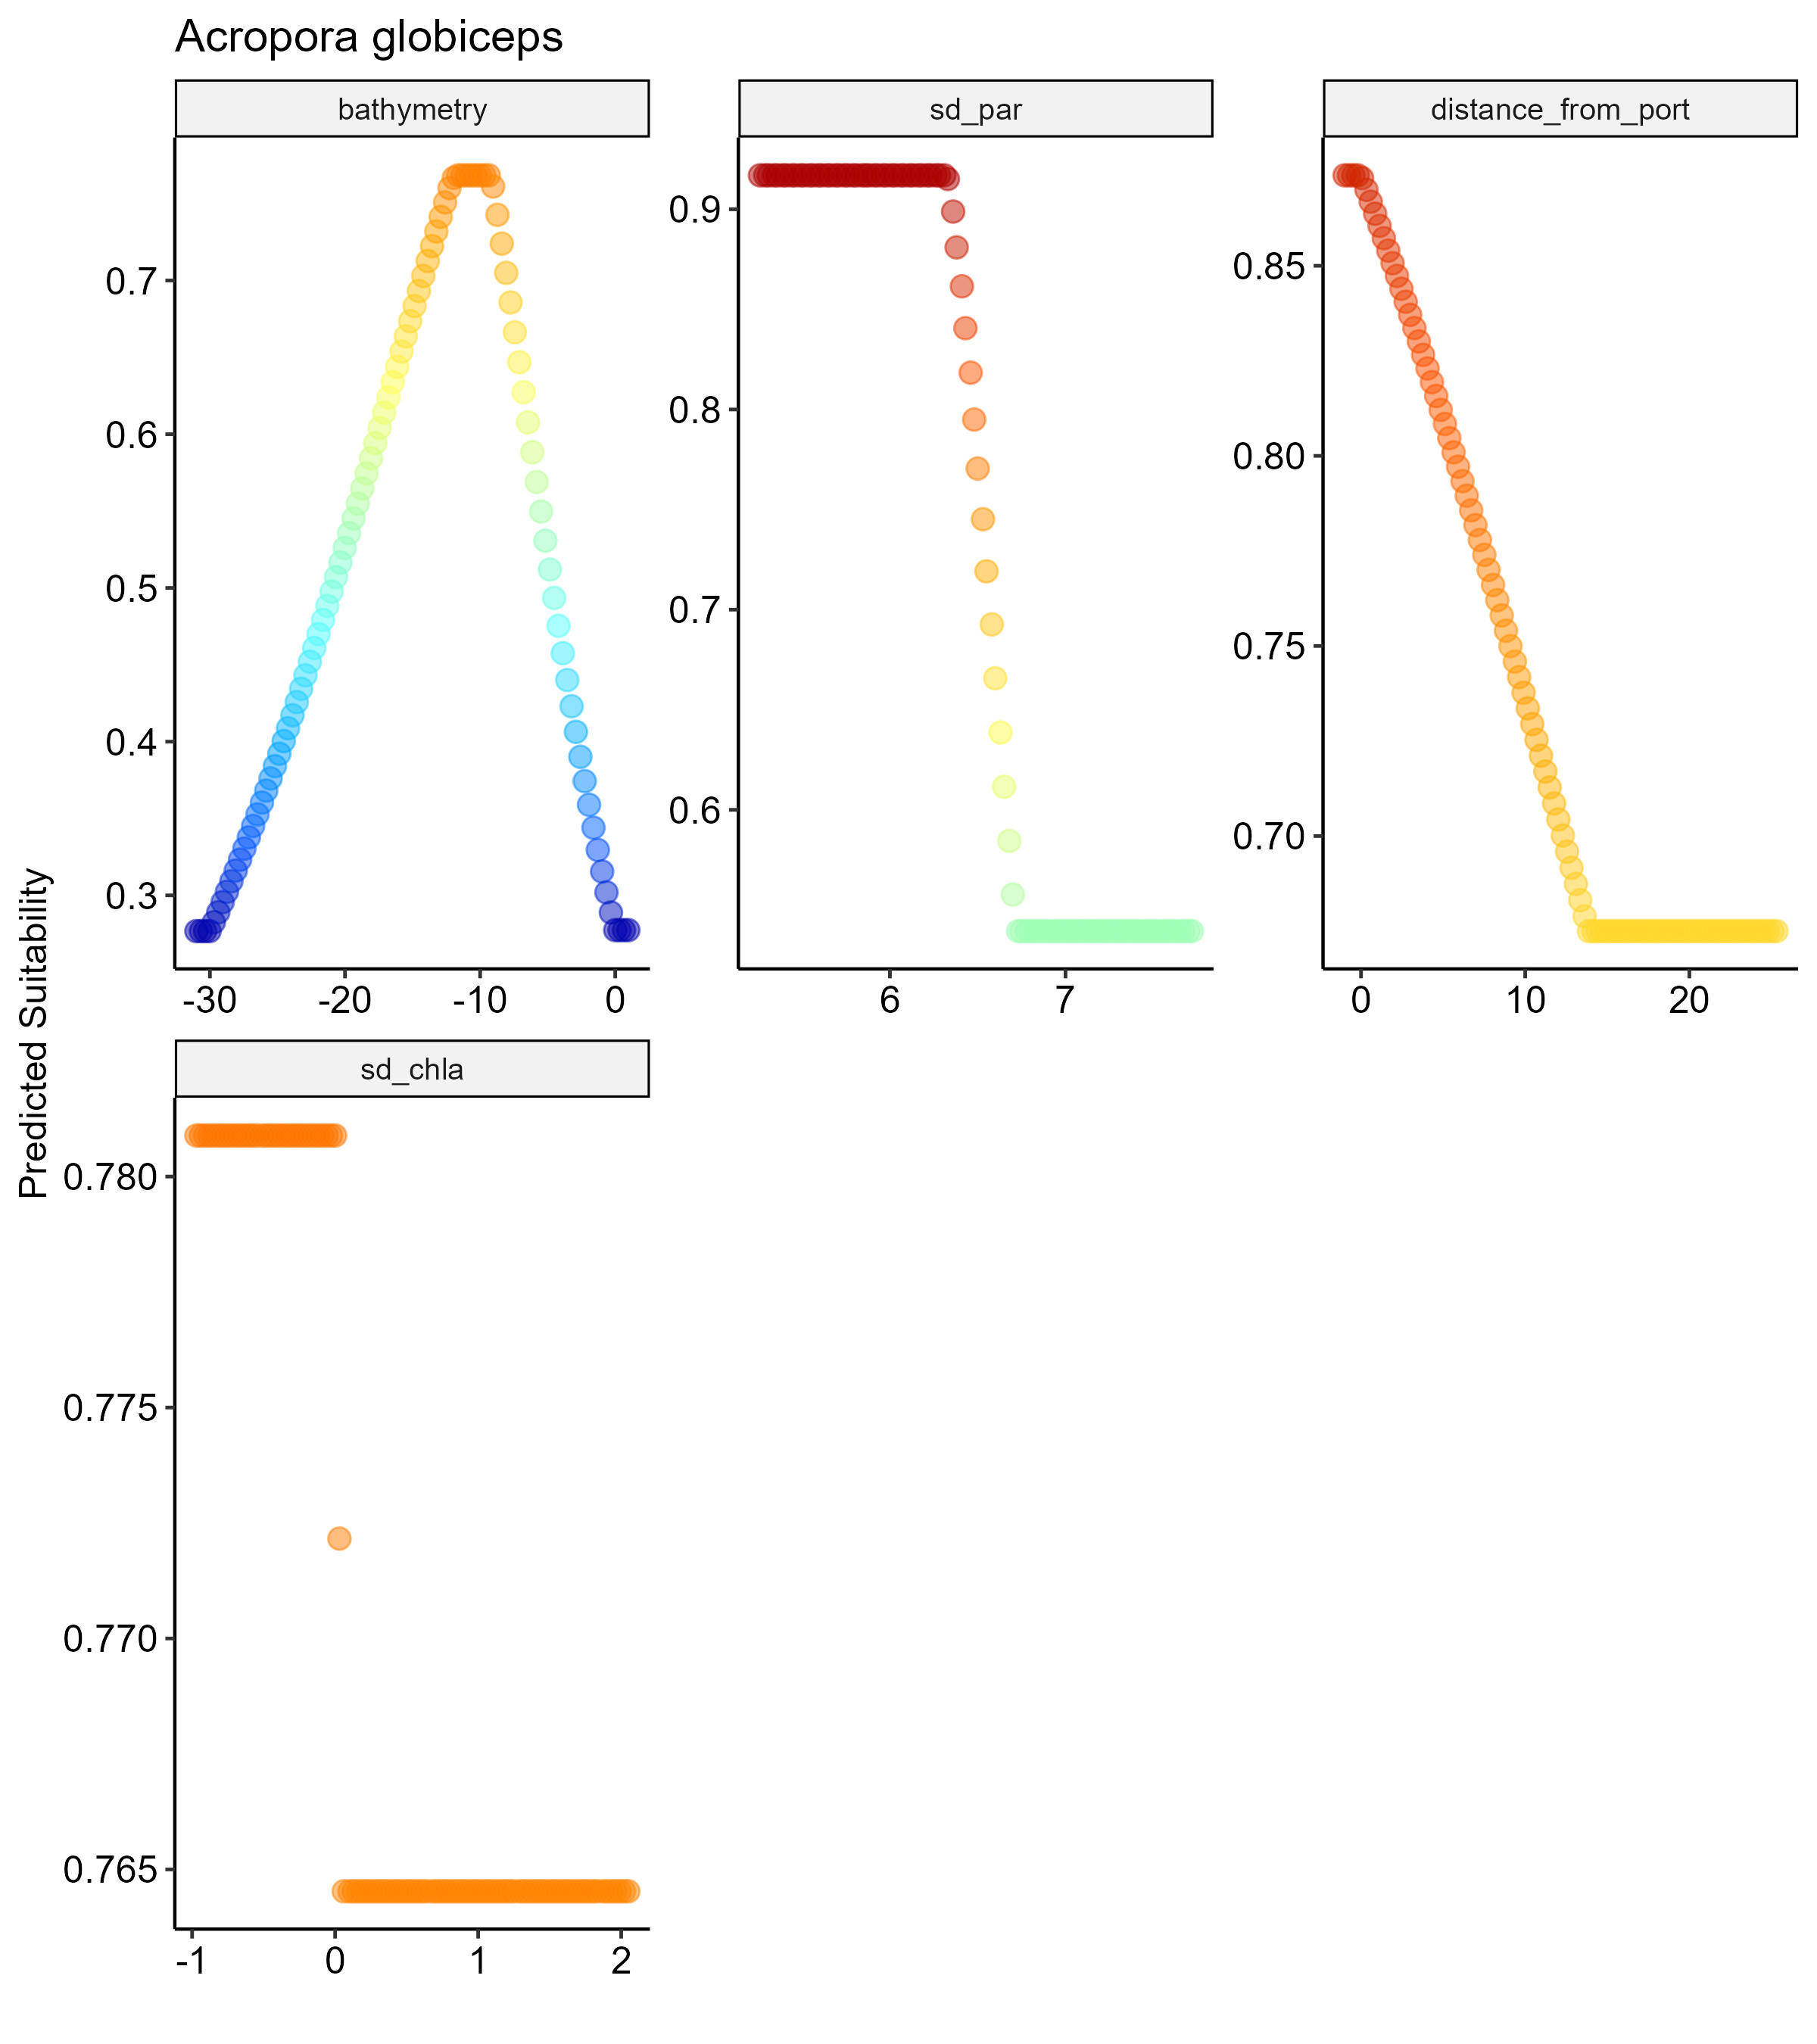 Acropora globiceps
bathymetry
sd_par
distance_from_port
0.7
0.6
0.5
0.4
0.3
-30 -20 -10 0
0.9
0.8
0.7
0.6
6 7
0.85
0.80
0.75
0.70
0 10 20
Predicted Suitability
sd_chla
0.780
0.775
0.770
0.765
-1 0 1 2